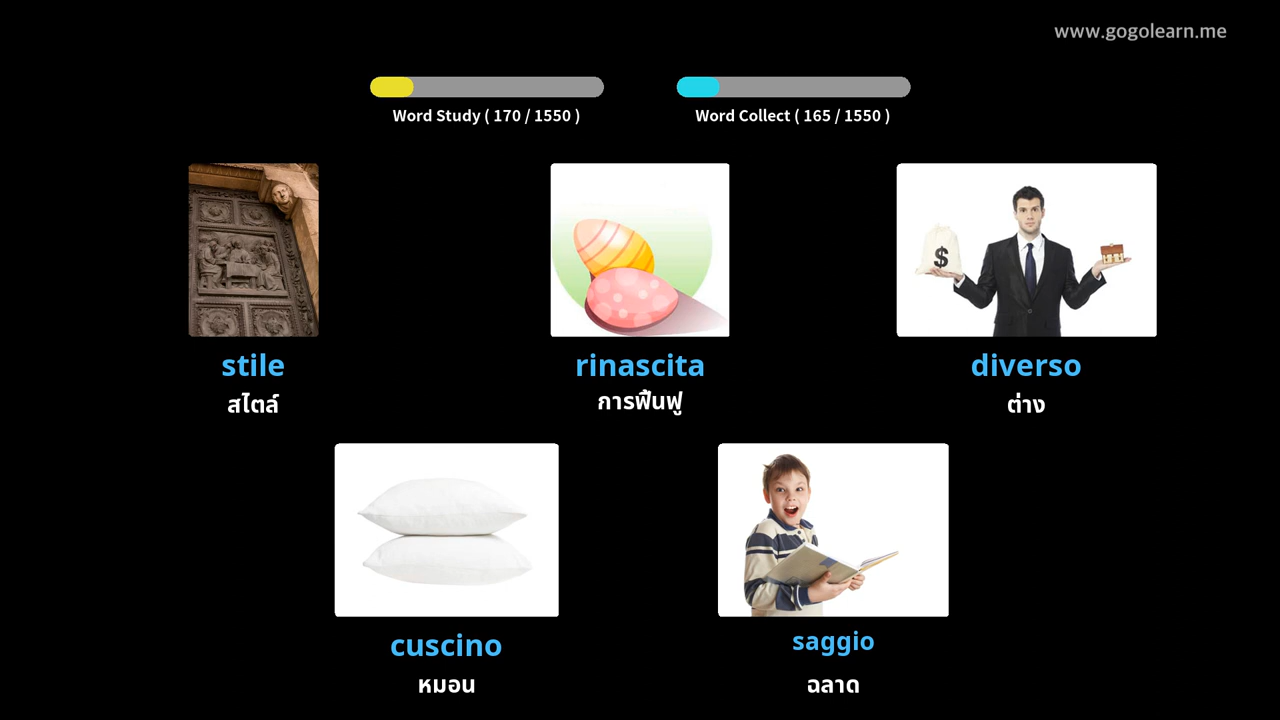 www.gogolearn.me
Word Study ( 170 / 1550 )
Word Collect ( 165 / 1550 )
$
stile
สไตล์
rinascita
การฟื้นฟู
diverso
ต่าง
cuscino
หมอน
saggio
ฉลาด